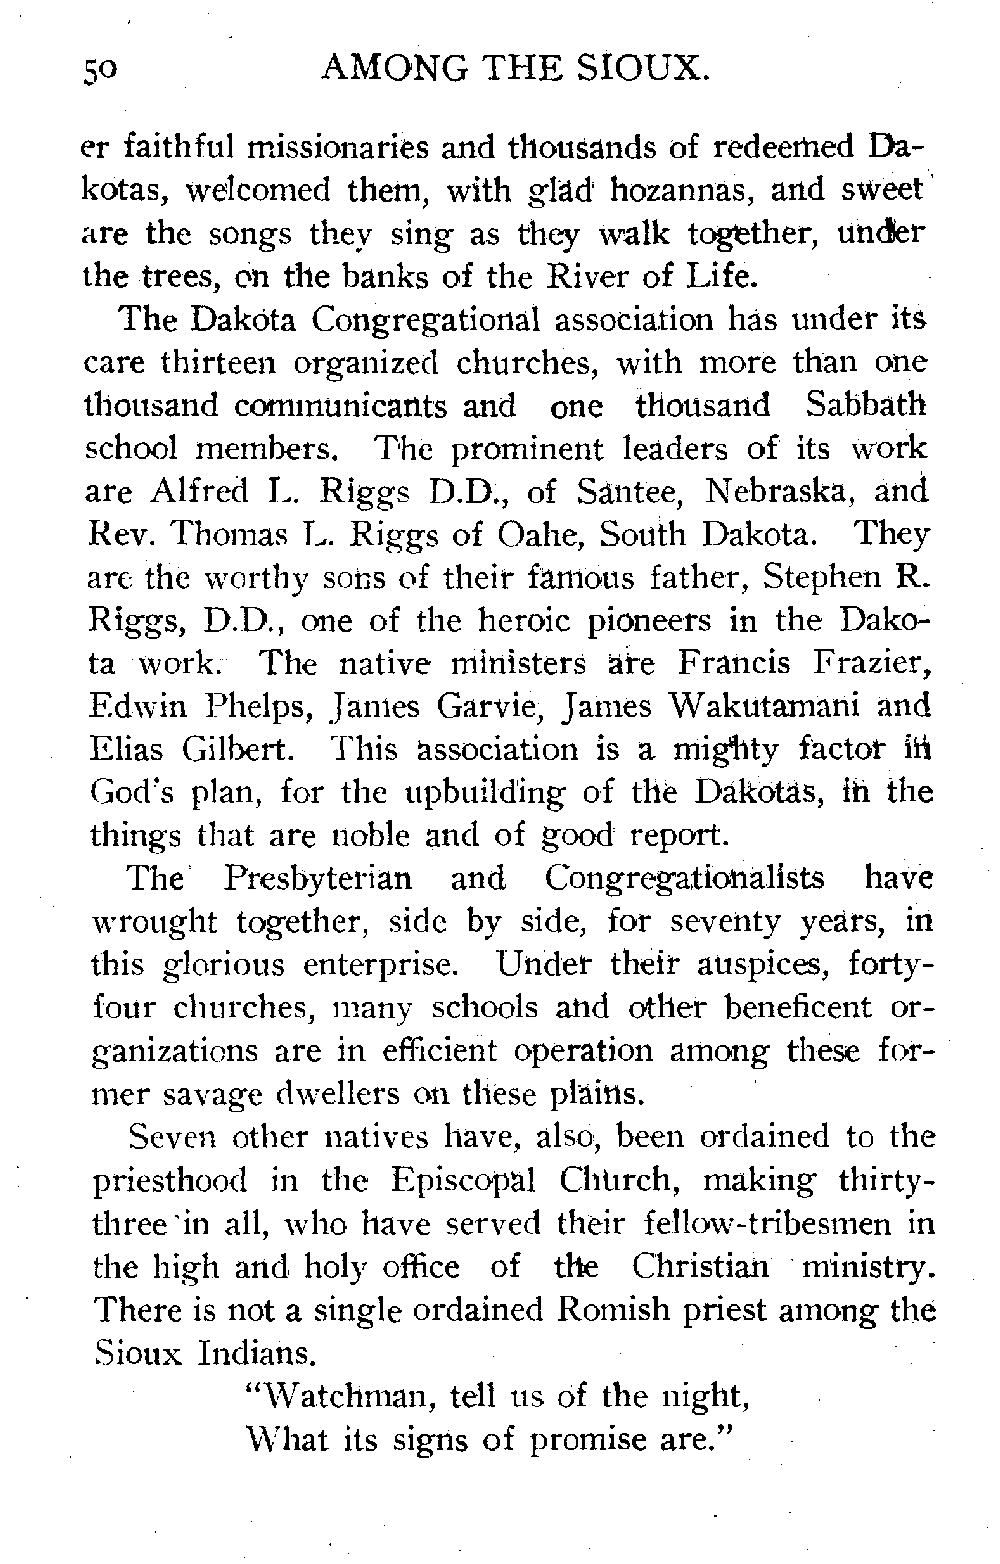 50 AMONG THE SIOUX.
er faithful missionaries and thousands of redeemed Da-
kotas, welcomed them, with glad hozannas, and sweet
are the songs they sing as they walk together, under
the trees, on the banks of the River of Life.
The Dakota Congregational association has under its
care thirteen organized churches, with more than one
thousand communicants and one thousand Sabbath
school members. The prominent leaders of its work
are Alfred L. Riggs D.D., of Santee, Nebraska, and
Rev. Thomas L. Riggs of Oahe, South Dakota. They
are the worthy sons of their famous father, Stephen R.
Riggs, D.D., one of the heroic pioneers in the Dako-
ta work. The native ministers are Francis Frazier,
Edwin Phelps, James Garvie, James Wakutamani and
Elias Gilbert. This association is a mighty factor in
God's plan, for the upbuilding of the Dakotas, in the
things that are noble and of good report.
The Presbyterian and Congregationalists have
wrought together, side by side, for seventy years, in
this glorious enterprise. Under their auspices, forty-
four churches, many schools and other beneficent or-
ganizations are in efficient operation among these for-
mer savage dwellers on these plains.
Seven other natives have, also, been ordained to the
priesthood in the Episcopal Church, making thirty-
three in all, who have served their fellow-tribesmen in
the high and holy office of the Christian ministry.
There is not a single ordained Romish priest among the
Sioux Indians.
"Watchman, tell us of the night,
What its signs of promise are."